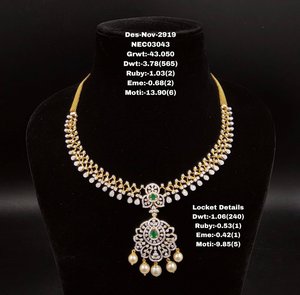 Des-Nov-2919
NEC03043
Grwt:-43.050
Dwt:-3.78(565)
Ruby:-1.03(2)
Eme:-0.68(2)
Moti:-13.90(6)
Locket Details
Dwt:-1.06(240)
Ruby:-0.53(1)
Eme:-0.42(1)
Moti:-9.85(5)